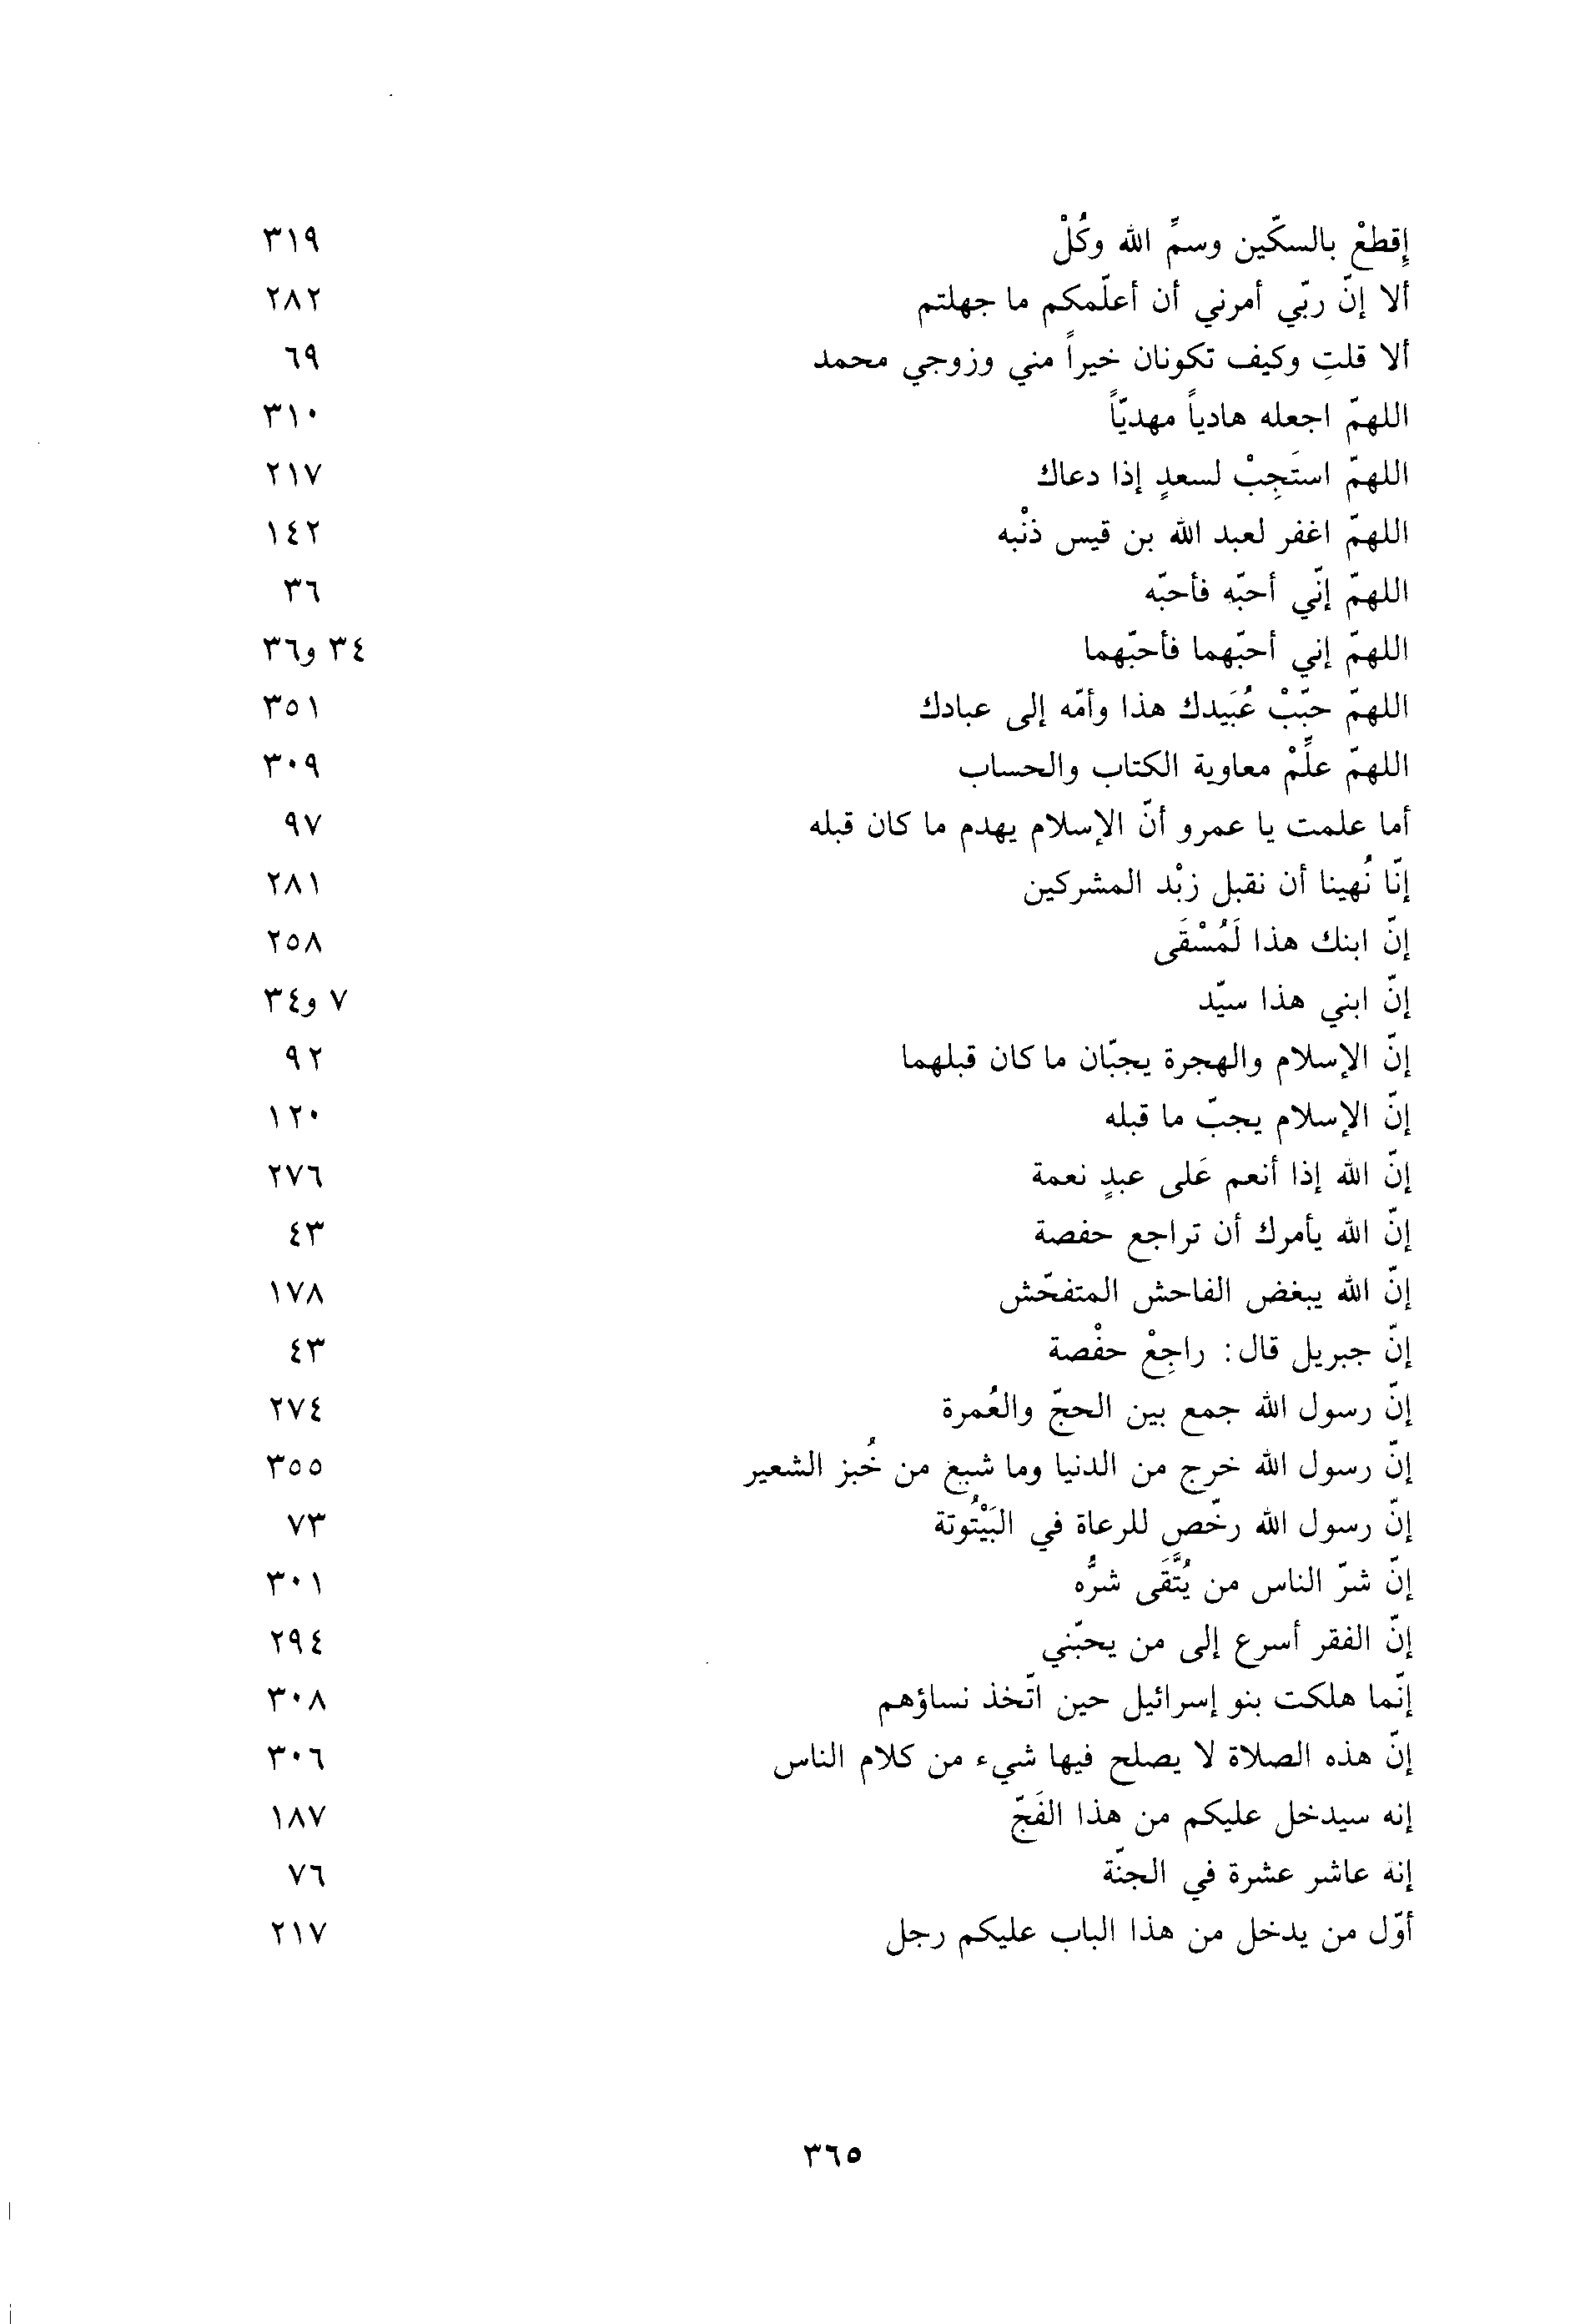 إِقطعْ بالسكّين وسمِّ الله وكُلْ ٣١٩
ألا إنّ ربّي أمرني أن أعلّمكم ما جهلتم ٢٨٢
ألا قلتِ وكيف تكونان خيراً مني وزوجي محمد ٦٩
اللهمّ اجعله هادياً مهديّاً ٣١٠
اللهمّ استَجِبْ لسعدٍ إذا دعاك ٢١٧
اللهمّ اغفر لعبد الله بن قيس ذنْبه ١٤٢
اللهمّ إنّي أحبّه فأحبّه ٣٦
اللهمّ إني أحبّهما فأحبّهما ٣٤ و٣٦
اللهمّ حبّبْ عُبَيدك هذا وأمّه إلى عبادك ٣٥١
اللهمّ علِّمْ معاوية الكتاب والحساب ٣٠٩
أما علمت يا عمرو أنّ الإسلام يهدم ما كان قبله ٩٧
إنّا نُهينا أن نقبل زبْد المشركين ٢٨١
إنّ ابنك هذا لَمُسْقَى ٢٥٨
إنّ ابني هذا سيّد ٧ و٣٤
إنّ الإسلام والهجرة يجبّان ما كان قبلهما ٩٢
إنّ الإسلام يجبّ ما قبله ١٢٠
إنّ الله إذا أنعم عَلى عبدٍ نعمة ٢٧٦
إنّ الله يأمرك أن تراجع حفصة ٤٣
إنّ الله يبغض الفاحش المتفحّش ١٧٨
إنّ جبريل قال: راجِعْ حفْصة ٤٣
إنّ رسول الله جمع بين الحجّ والعُمرة ٢٧٤
إنّ رسول الله خرج من الدنيا وما شبع من خُبز الشعير ٣٥٥
إنّ رسول الله رخّص للرعاة في البَيْتُوتة ٧٣
إنّ شرّ الناس من يُتَّقَى شرُّه ٣٠١
إنّ الفقر أسرع إلى من يحبّني ٢٩٤
إنّما هلكت بنو إسرائيل حين اتّخذ نساؤهم ٣٠٨
إنّ هذه الصلاة لا يصلح فيها شيء من كلام الناس ٣٠٦
إنه سيدخل عليكم من هذا الفَجّ ١٨٧
إنه عاشر عشرة في الجنّة ٧٦
أوّل من يدخل من هذا الباب عليكم رجل ٢١٧
٣٦٥